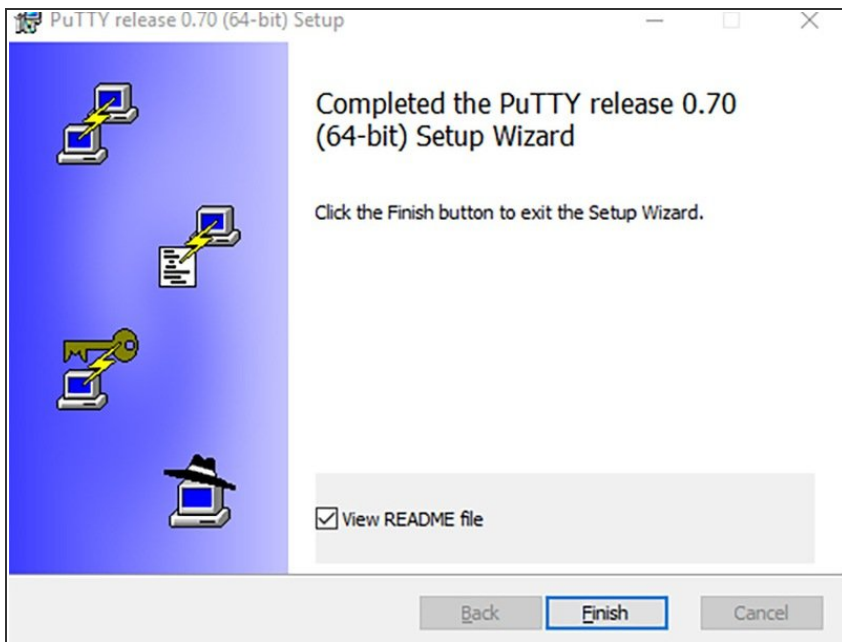 PuTTY release 0.70 (64-bit) Setup
Completed the PuTTY release 0.70
(64-bit) Setup Wizard
Click the Finish button to exit the Setup Wizard.
View README file
Back Finish Cancel